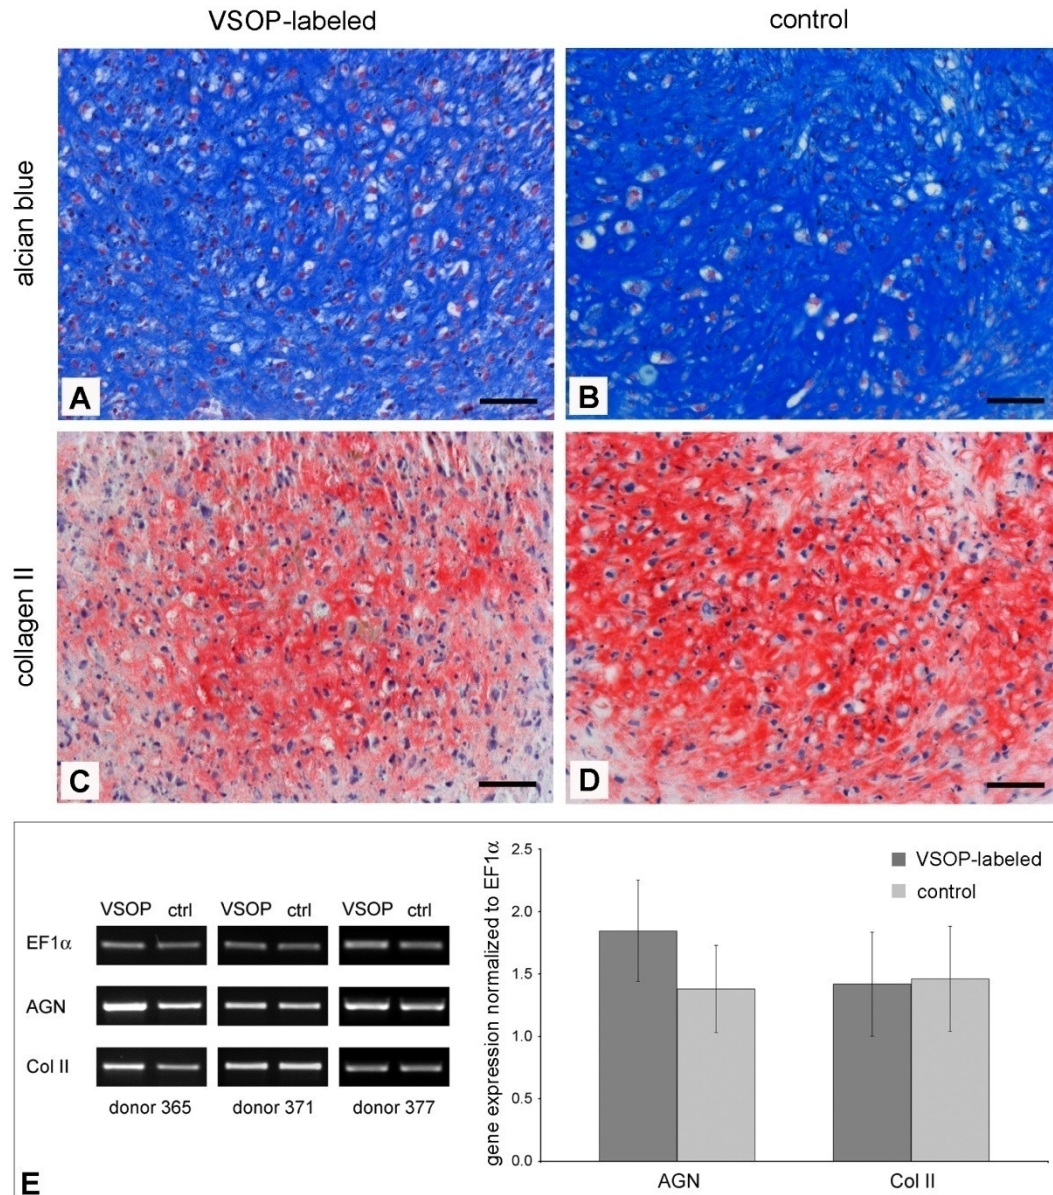 VSOP-labeled
control
alcian blue
A
B
collagen II
C
D
VSOP ctrl VSOP ctrl VSOP ctrl
EF1α
AGN
Col II
donor 365 donor 371 donor 377
E
gene expression normalized to EF1α
2.5
2.0
1.5
1.0
0.5
0.0
VSOP-labeled
control
AGN
Col II